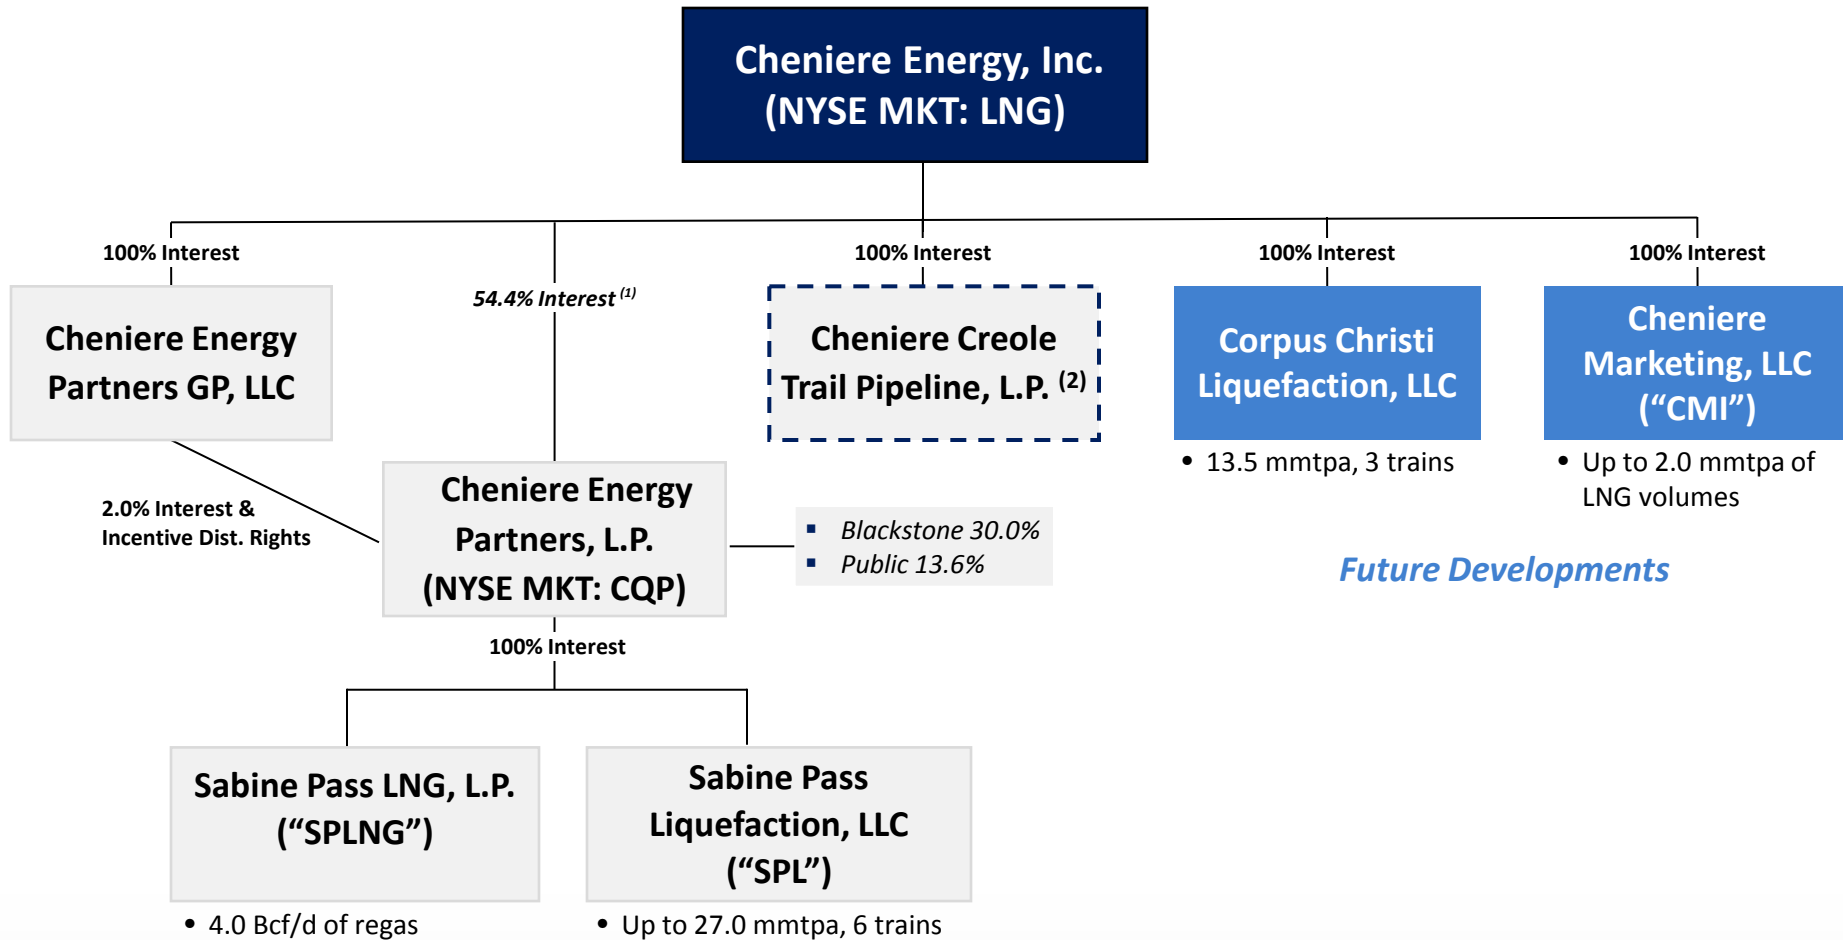 Cheniere Energy, Inc.
(NYSE MKT: LNG)
100% Interest
54.4% Interest (1)
100% Interest
100% Interest
100% Interest
Cheniere Energy
Partners GP, LLC
Cheniere Creole
Trail Pipeline, L.P. (2)
Corpus Christi
Liquefaction, LLC
• 13.5 mmtpa, 3 trains
Cheniere
Marketing, LLC
(“CMI”)
• Up to 2.0 mmtpa of
LNG volumes
2.0% Interest &
Incentive Dist. Rights
Cheniere Energy
Partners, L.P.
(NYSE MKT: CQP)
▪ Blackstone 30.0%
▪ Public 13.6%
Future Developments
100% Interest
Sabine Pass LNG, L.P.
(“SPLNG”)
• 4.0 Bcf/d of regas
Sabine Pass
Liquefaction, LLC
(“SPL”)
• Up to 27.0 mmtpa, 6 trains